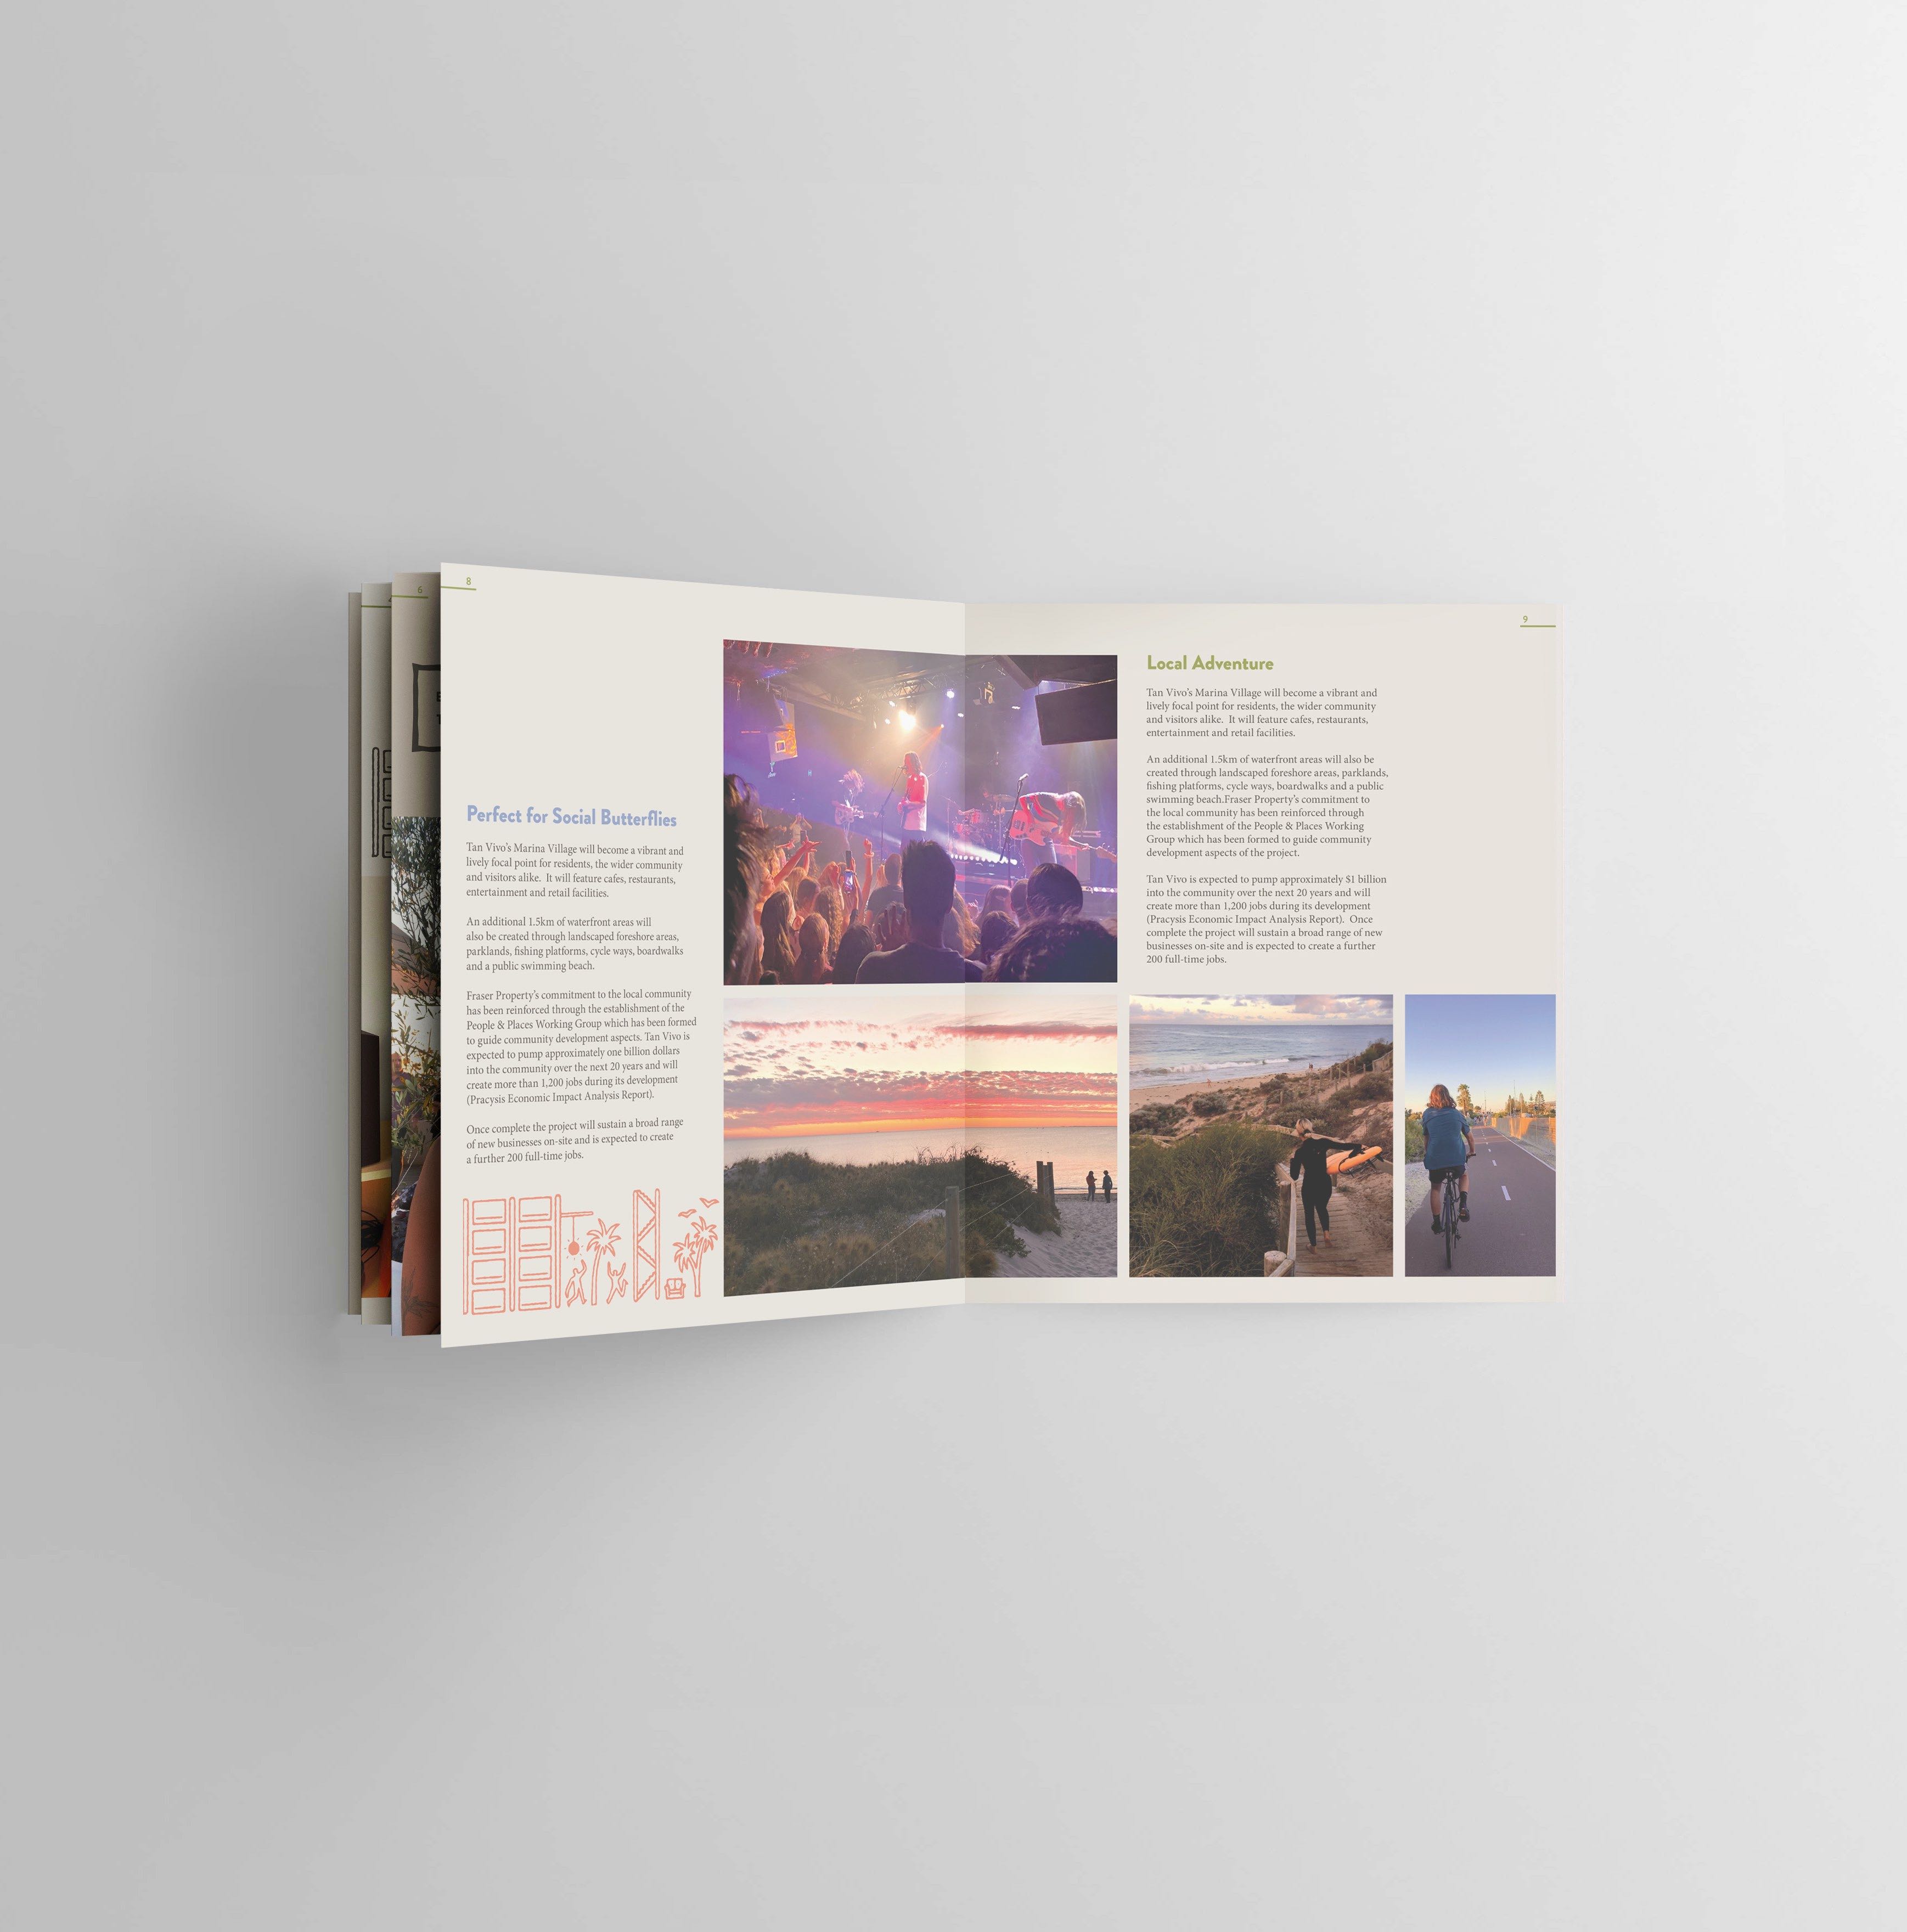 8
6
Perfect for Social Butterflies
Tan Vivo's Marina Village will become a vibrant and
lively focal point for residents, the wider community
and visitors alike.  It will feature cafes, restaurants,
entertainment and retail facilities.
An additional 1.5km of waterfront areas will
also be created through landscaped foreshore areas,
parklands, fishing platforms, cycle ways, boardwalks
and a public swimming beach.
Fraser Property's commitment to the local community
has been reinforced through the establishment of the
People & Places Working Group which has been formed
to guide community development aspects. Tan Vivo is
expected to pump approximately one billion dollars
into the community over the next 20 years and will
create more than 1,200 jobs during its development
(Pracysis Economic Impact Analysis Report).
Once complete the project will sustain a broad range
of new businesses on-site and is expected to create
a further 200 full-time jobs.
9
Local Adventure
Tan Vivo's Marina Village will become a vibrant and
lively focal point for residents, the wider community
and visitors alike.  It will feature cafes, restaurants,
entertainment and retail facilities.
An additional 1.5km of waterfront areas will also be
created through landscaped foreshore areas, parklands,
fishing platforms, cycle ways, boardwalks and a public
swimming beach.Fraser Property's commitment to
the local community has been reinforced through
the establishment of the People & Places Working
Group which has been formed to guide community
development aspects of the project.
Tan Vivo is expected to pump approximately $1 billion
into the community over the next 20 years and will
create more than 1,200 jobs during its development
(Pracysis Economic Impact Analysis Report).  Once
complete the project will sustain a broad range of new
businesses on-site and is expected to create a further
200 full-time jobs.